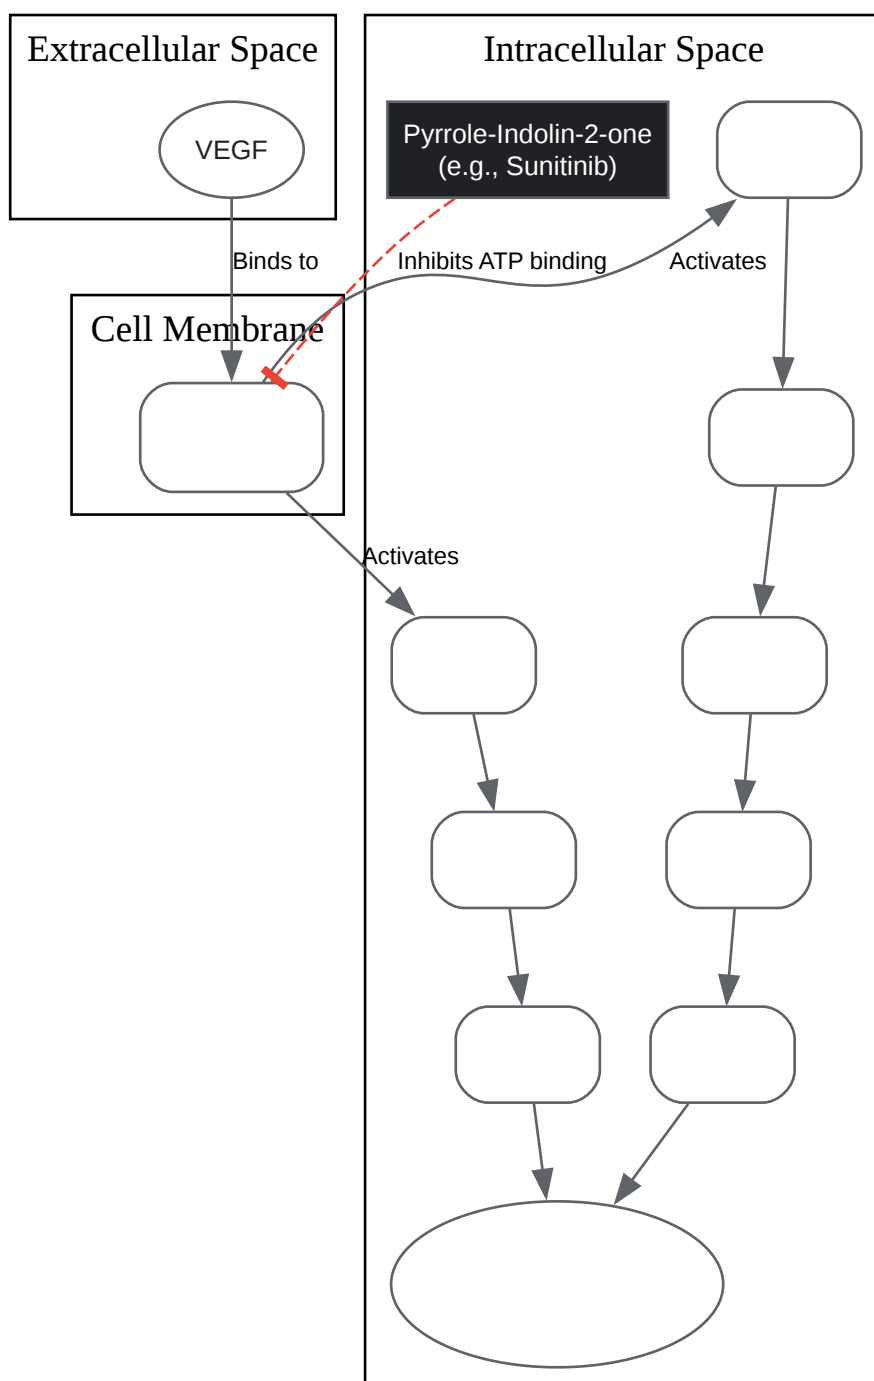 Extracellular Space
Intracellular Space
VEGF
Pyrrole-Indolin-2-one
(e.g., Sunitinib)
Binds to
Inhibits ATP binding
Activates
Cell Membrane
Activates